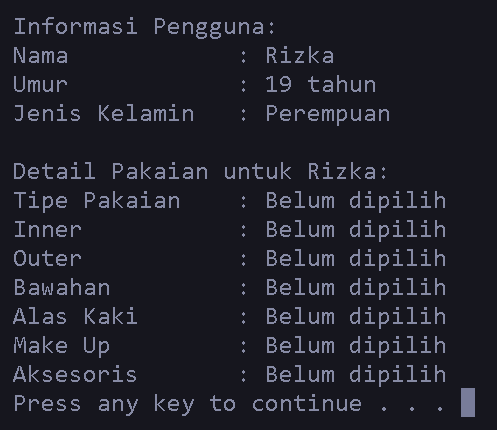 Informasi Pengguna:
Nama : Rizka
Umur : 19 tahun
Jenis Kelamin : Perempuan
Detail Pakaian untuk Rizka:
Tipe Pakaian : Belum dipilih
Inner : Belum dipilih
Outer : Belum dipilih
Bawahan : Belum dipilih
Alas Kaki : Belum dipilih
Make Up : Belum dipilih
Aksesoris : Belum dipilih
Press any key to continue . . .